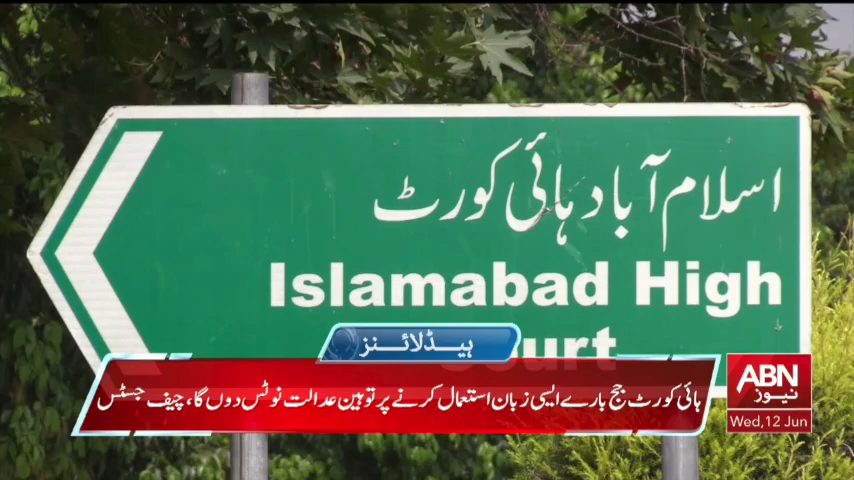 اسلام آباد ہائی کورٹ
Islamabad High
Court
ہیڈلائنز
ہائی کورٹ جج بارے ایسی زبان استعمال کرنے پر توہین عدالت نوٹس دوں گا، چیف جسٹس
ABN
نیوز
Wed,12 Jun